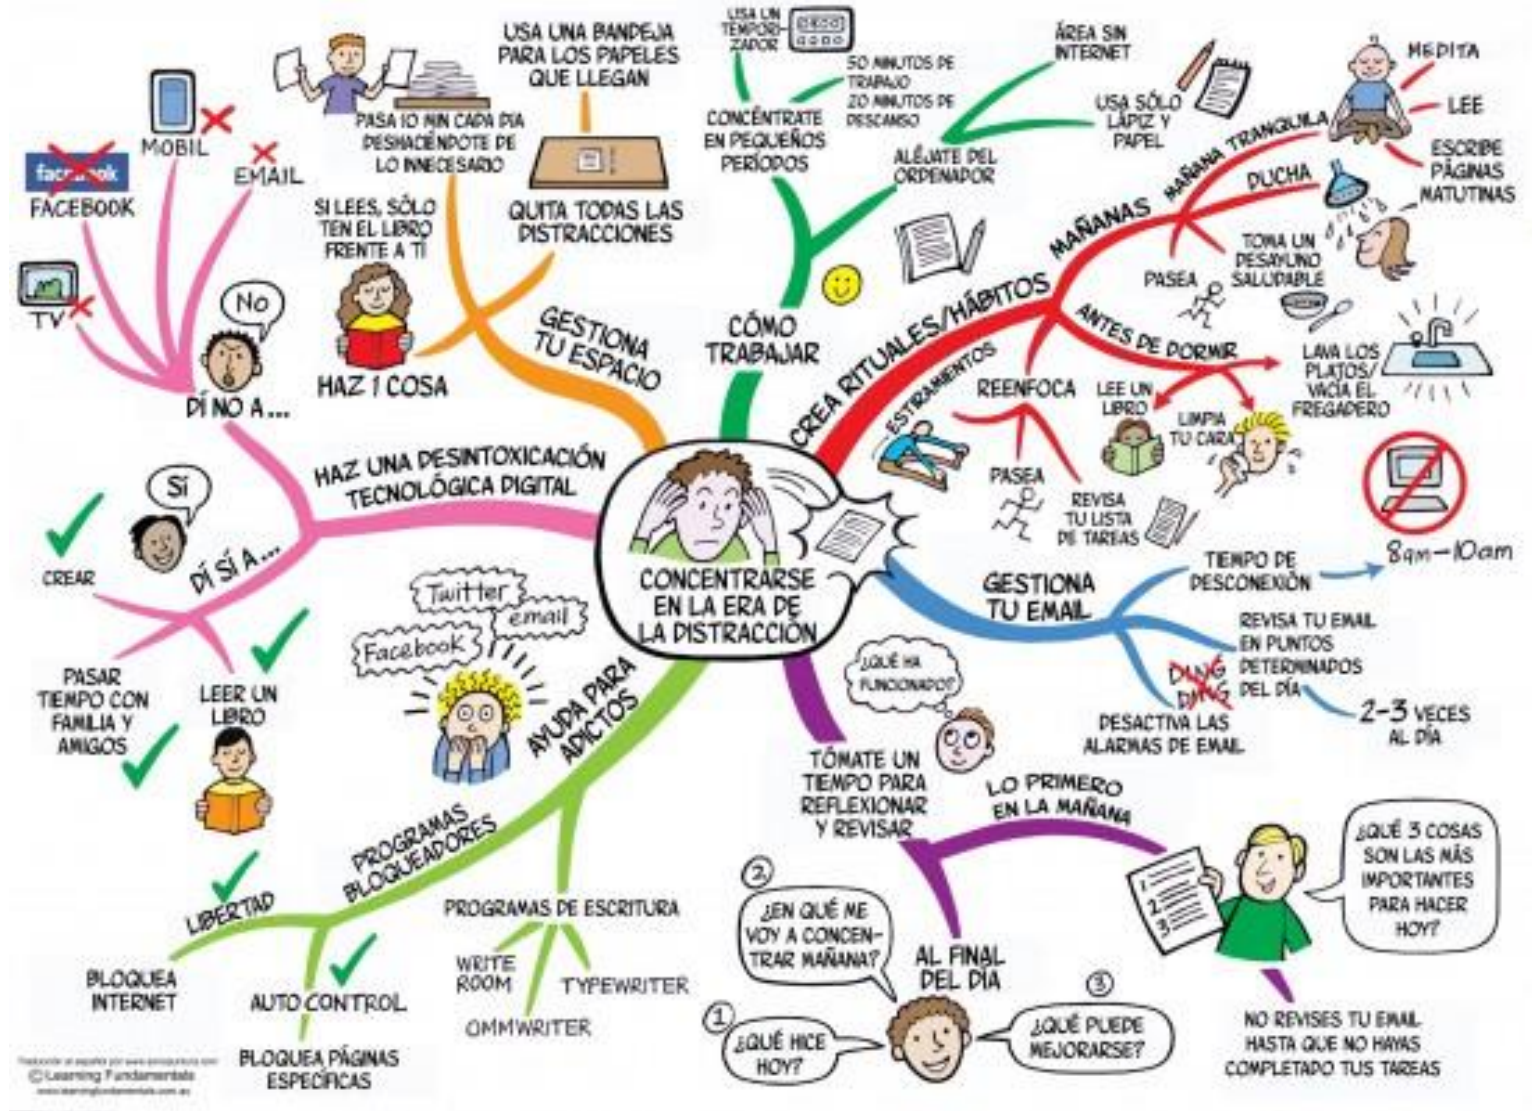 CONCENTRARSE
EN LA ERA DE
LA DISTRACCIÓN
CÓMO
TRABAJAR
CONCÉNTRATE
EN PEQUEÑOS
PERÍODOS
USA UN
TEMPORI-
ZADOR
50 MINUTOS DE
TRABAJO
20 MINUTOS DE
DESCANSO
ALÉJATE DEL
ORDENADOR
ÁREA SIN
INTERNET
USA SÓLO
LÁPIZ Y
PAPEL
CREA RITUALES/HÁBITOS
MAÑANAS
MAÑANA TRANQUILA
MEDITA
LEE
ESCRIBE
PÁGINAS
MATUTINAS
DUCHA
TOMA UN
DESAYUNO
SALUDABLE
PASEA
ANTES DE DORMIR
LAVA LOS
PLATOS/
VACÍA EL
FREGADERO
LEE UN
LIBRO
LIMPIA
TU CARA
REENFOCA
ESTIRAMIENTOS
PASEA
REVISA
TU LISTA
DE TAREAS
GESTIONA
TU EMAIL
TIEMPO DE
DESCONEXIÓN
8am-10am
REVISA TU EMAIL
EN PUNTOS
DETERMINADOS
DEL DÍA
2-3 VECES
AL DÍA
DING
DING
DESACTIVA LAS
ALARMAS DE EMAIL
TÓMATE UN
TIEMPO PARA
REFLEXIONAR
Y REVISAR
¿QUÉ HA
FUNCIONADO?
LO PRIMERO
EN LA MAÑANA
1
2
3
¿QUÉ 3 COSAS
SON LAS MÁS
IMPORTANTES
PARA HACER
HOY?
NO REVISES TU EMAIL
HASTA QUE NO HAYAS
COMPLETADO TUS TAREAS
AL FINAL
DEL DÍA
1
¿QUÉ HICE
HOY?
2
¿EN QUÉ ME
VOY A CONCEN-
TRAR MAÑANA?
3
¿QUÉ PUEDE
MEJORARSE?
AYUDA PARA
ADICTOS
Twitter
email
Facebook
PROGRAMAS DE ESCRITURA
WRITE
ROOM
OMMWRITER
TYPEWRITER
PROGRAMAS
BLOQUEADORES
LIBERTAD
BLOQUEA
INTERNET
AUTO CONTROL
BLOQUEA PÁGINAS
ESPECÍFICAS
HAZ UNA DESINTOXICACIÓN
TECNOLÓGICA DIGITAL
DÍ SÍ A...
Sí
CREAR
PASAR
TIEMPO CON
FAMILIA Y
AMIGOS
LEER UN
LIBRO
DÍ NO A...
No
TV
facebook
FACEBOOK
MOBIL
EMAIL
GESTIONA
TU ESPACIO
HAZ 1 COSA
SI LEES, SÓLO
TEN EL LIBRO
FRENTE A TÍ
PASA 10 MIN CADA DIA
DESHACIÉNDOTE DE
LO INNECESARIO
QUITA TODAS LAS
DISTRACCIONES
USA UNA BANDEJA
PARA LOS PAPELES
QUE LLEGAN
© Learning Fundamentals
www.learningfundamentals.com.au